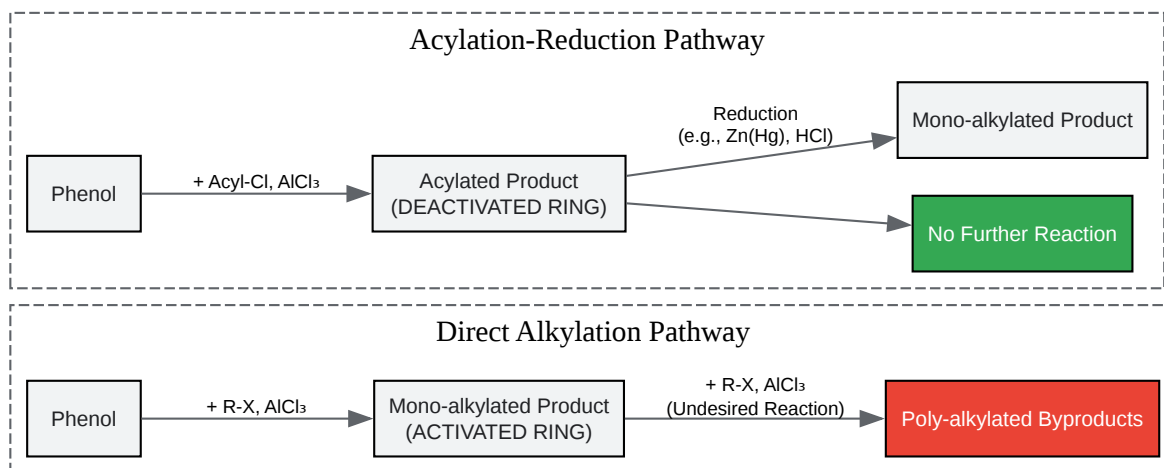 Acylation-Reduction Pathway
Phenol
+ Acyl-Cl, AlCl₃
Acylated Product
(DEACTIVATED RING)
Reduction
(e.g., Zn(Hg), HCl)
Mono-alkylated Product
No Further Reaction
Direct Alkylation Pathway
Phenol
+ R-X, AlCl₃
Mono-alkylated Product
(ACTIVATED RING)
+ R-X, AlCl₃
(Undesired Reaction)
Poly-alkylated Byproducts